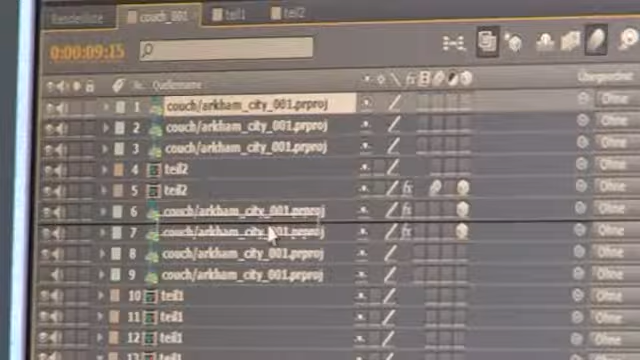 Renderliste couch_001 teil1 teil2
0:00:09:15
Nr. Quellenname
1 couch/arkham_city_001.prproj Ohne
2 couch/arkham_city_001.prproj Ohne
3 couch/arkham_city_001.prproj Ohne
4 teil2 Ohne
5 teil2 Ohne
6 couch/arkham_city_001.prproj Ohne
7 couch/arkham_city_001.prproj Ohne
8 couch/arkham_city_001.prproj Ohne
9 couch/arkham_city_001.prproj Ohne
10 teil1 Ohne
11 teil1 Ohne
12 teil1 Ohne
13 teil1